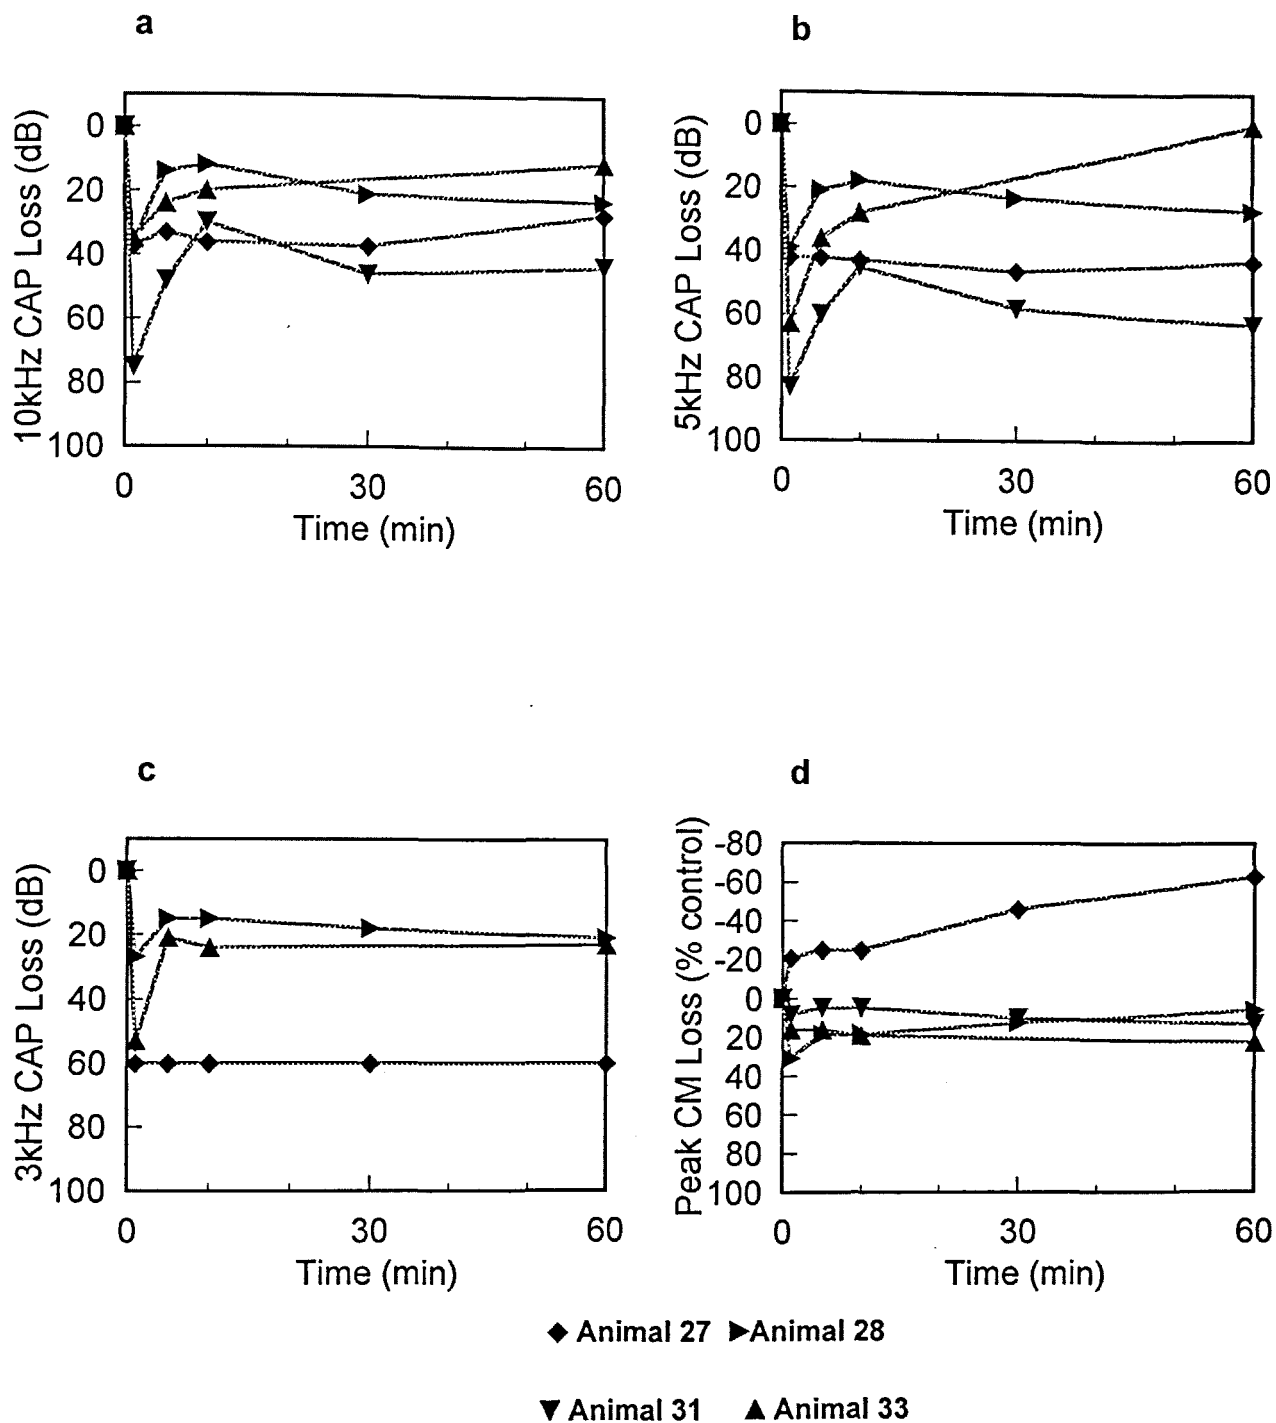 a
10kHz CAP Loss (dB)
0
20
40
60
80
100
0 30 60
Time (min)
b
5kHz CAP Loss (dB)
0
20
40
60
80
100
0 30 60
Time (min)
c
3kHz CAP Loss (dB)
0
20
40
60
80
100
0 30 60
Time (min)
d
Peak CM Loss (% control)
-80
-60
-40
-20
0
20
40
60
80
100
0 30 60
Time (min)
Animal 27 Animal 28
Animal 31 Animal 33